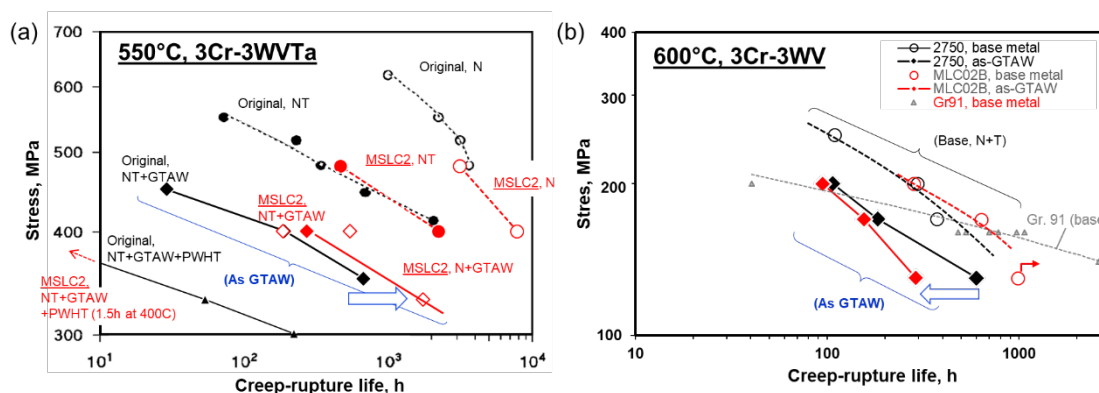 (a)
700
600
500
400
300
Stress, MPa
550°C, 3Cr-3WVTa
Original, N
Original, NT
MSLC2, NT
MSLC2, N
Original,
NT+GTAW
MSLC2,
NT+GTAW
Original,
NT+GTAW+PWHT
MSLC2, N+GTAW
(As GTAW)
MSLC2,
NT+GTAW
+PWHT (1.5h at 400C)
10¹ 10² 10³ 10⁴
Creep-rupture life, h
(b)
400
300
200
100
Stres, MPa
600°C, 3Cr-3WV
2750, base metal
2750, as-GTAW
MLC02B, base metal
MLC02B, as-GTAW
Gr91, base metal
(Base, N+T)
Gr. 91 (base
(As GTAW)
10 100 1000
Creep-rupture life, h